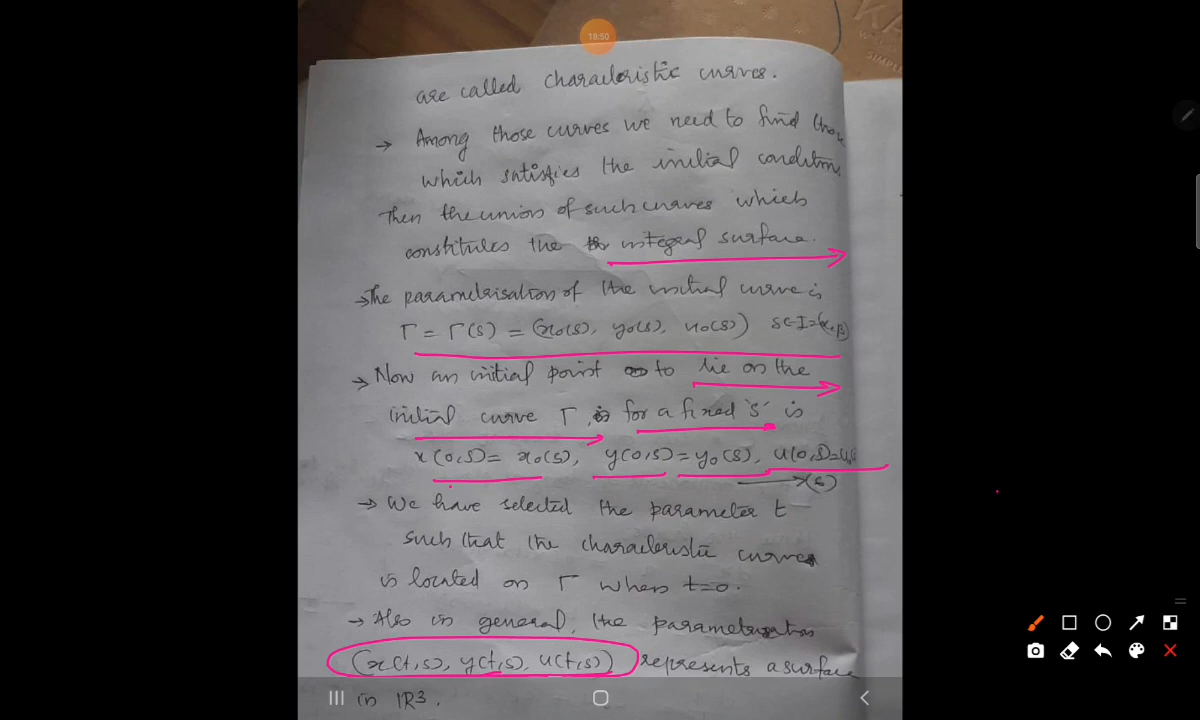 18:50
are called characteristic curves.
→ Among those curves we need to find those
which satisfies the initial condition.
Then the union of such curves which
constitutes the integral surface.
→ The parametrisation of the initial curve is
Γ = Γ(s) = (x₀(s), y₀(s), u₀(s)) s∈I=(α,β)
→ Now an initial point to lie on the
initial curve Γ, for a fixed 's' is
x(0,s) = x₀(s), y(0,s) = y₀(s), u(0,s)=u₀
→ (s)
→ We have selected the parameter t
such that the characteristic curves
is located on Γ when t=0.
→ Also in general, the parametrisation
(x(t,s), y(t,s), u(t,s)) represents a surface
in IR³.